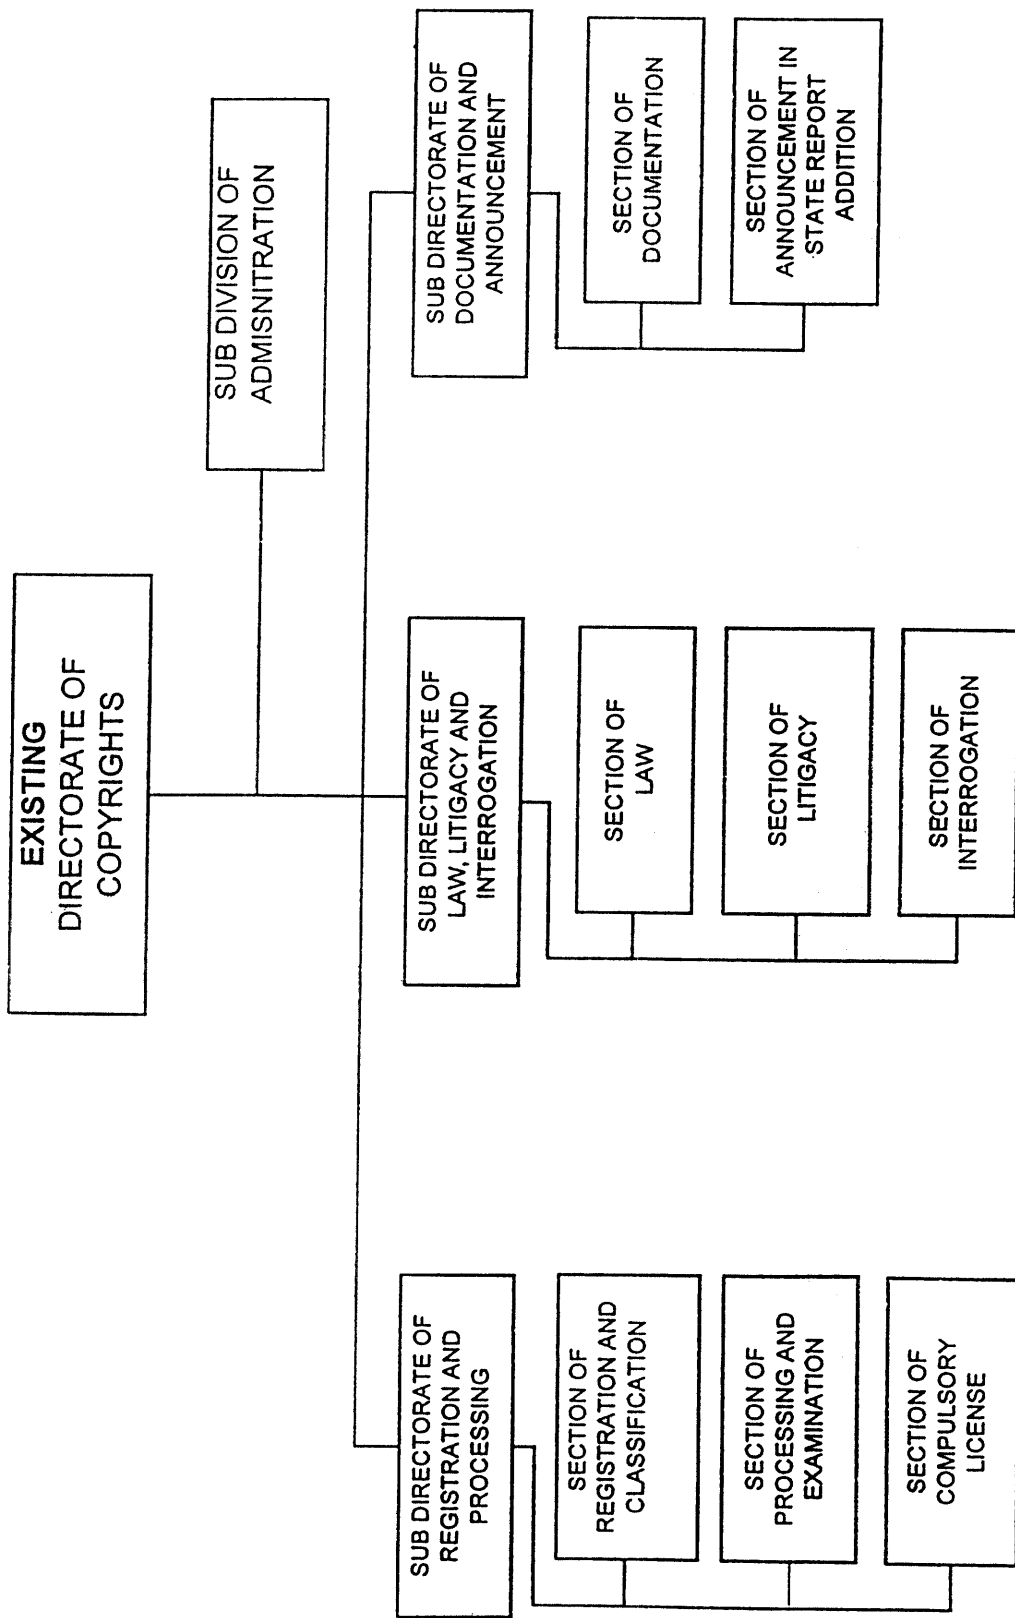 EXISTING
DIRECTORATE OF
COPYRIGHTS
SUB DIVISION OF
ADMISNITRATION
SUB DIRECTORATE OF
REGISTRATION AND
PROCESSING
SECTION OF
REGISTRATION AND
CLASSIFICATION
SECTION OF
PROCESSING AND
EXAMINATION
SECTION OF
COMPULSORY
LICENSE
SUB DIRECTORATE OF
LAW, LITIGACY AND
INTERROGATION
SECTION OF
LAW
SECTION OF
LITIGACY
SECTION OF
INTERROGATION
SUB DIRECTORATE OF
DOCUMENTATION AND
ANNOUNCEMENT
SECTION OF
DOCUMENTATION
SECTION OF
ANNOUNCEMENT IN
STATE REPORT
ADDITION